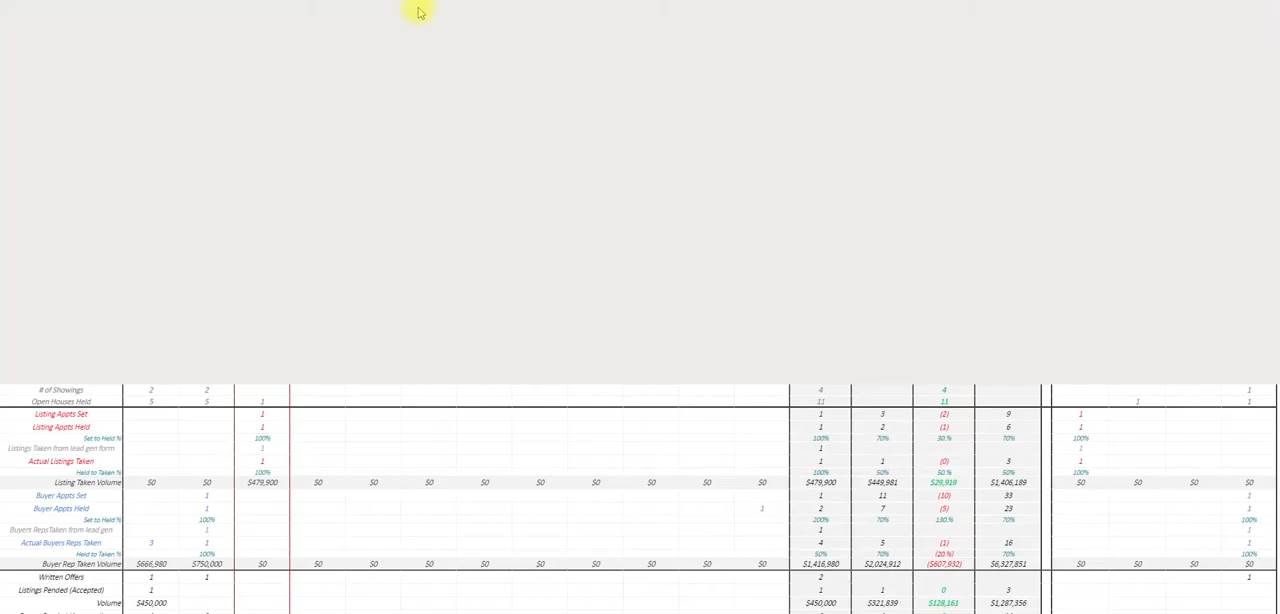 # of Showings 2 2 4 4 1
Open Houses Held 5 5 1 11 11 1 1
Listing Appts Set 1 1 3 (2) 9 1
Listing Appts Held 1 1 2 (1) 6 1
Set to Held % 100% 100% 70% 30.% 70% 100%
Listings Taken from lead gen form 1 1 1
Actual Listings Taken 1 1 1 (0) 3 1
Held to Taken % 100% 100% 50% 50.% 50% 100%
Listing Taken Volume $0 $0 $479,900 $0 $0 $0 $0 $0 $0 $0 $0 $0 $479,900 $449,981 $29,919 $1,406,189 $0 $0 $0 $0
Buyer Appts Set 1 1 11 (10) 33 1
Buyer Appts Held 1 1 2 7 (5) 23 1
Set to Held % 100% 200% 70% 130.% 70% 100%
Buyers RepsTaken from lead gen 1 1 1
Actual Buyers Reps Taken 3 1 4 5 (1) 16 1
Held to Taken % 100% 50% 70% (20.%) 70% 100%
Buyer Rep Taken Volume $666,980 $750,000 $0 $0 $0 $0 $0 $0 $0 $0 $0 $0 $1,416,980 $2,024,912 ($607,932) $6,327,851 $0 $0 $0 $0
Written Offers 1 1 2 1
Listings Pended (Accepted) 1 1 1 0 3
Volume $450,000 $450,000 $321,839 $128,161 $1,287,356